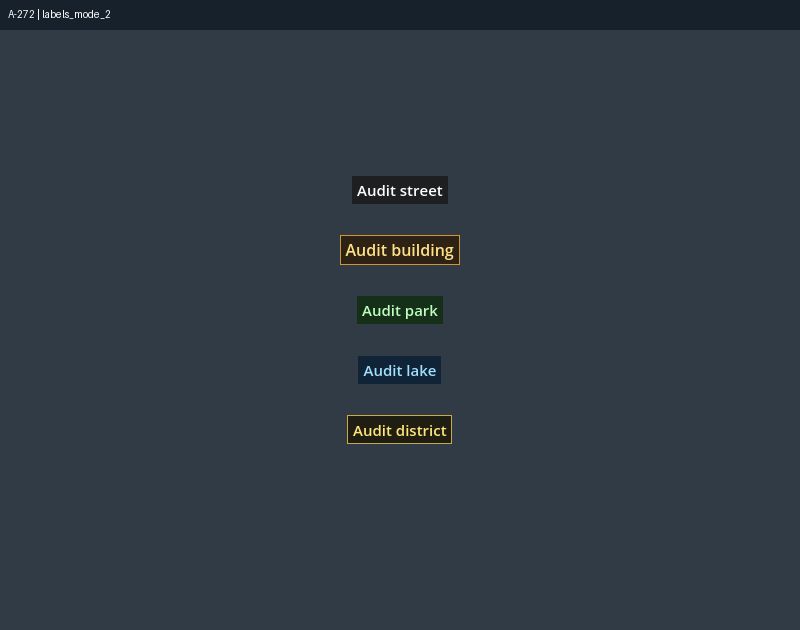 A-272 | labels_mode_2
Audit street
Audit building
Audit park
Audit lake
Audit district